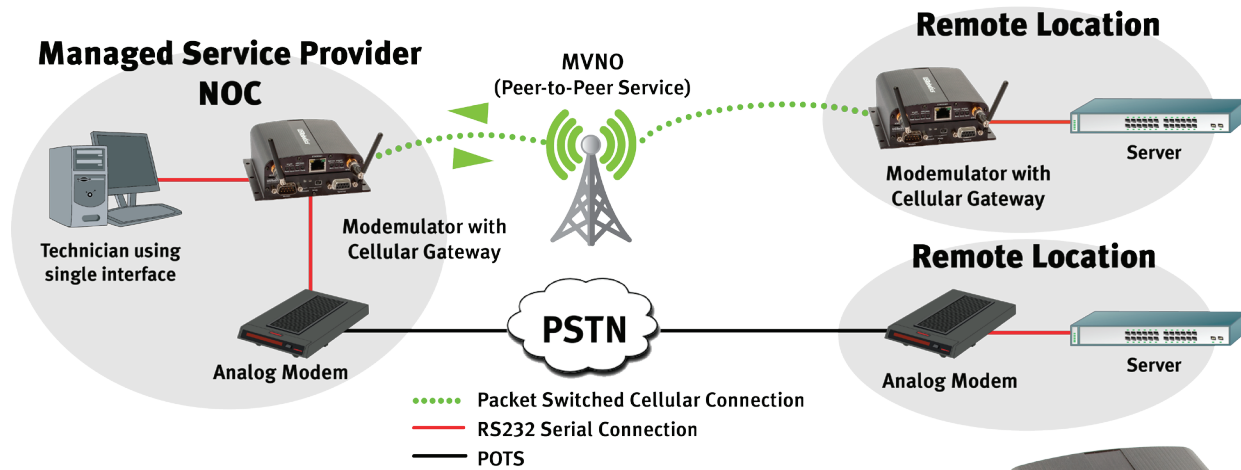 Managed Service Provider
NOC
MVNO
(Peer-to-Peer Service)
Remote Location
Technician using
single interface
Modemulator with
Cellular Gateway
Modemulator with
Cellular Gateway
Server
Remote Location
PSTN
Analog Modem
Analog Modem
Server
Packet Switched Cellular Connection
RS232 Serial Connection
POTS